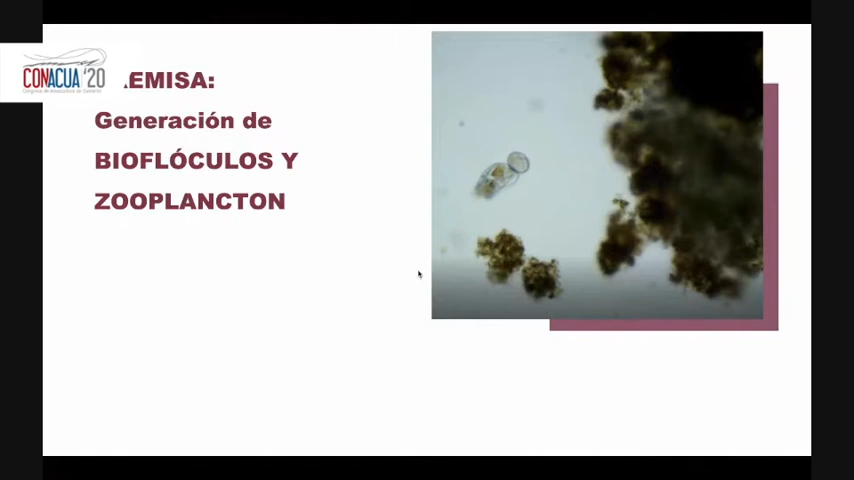 CONACUA '20
EMISA:
Generación de
BIOFLÓCULOS Y
ZOOPLANCTON